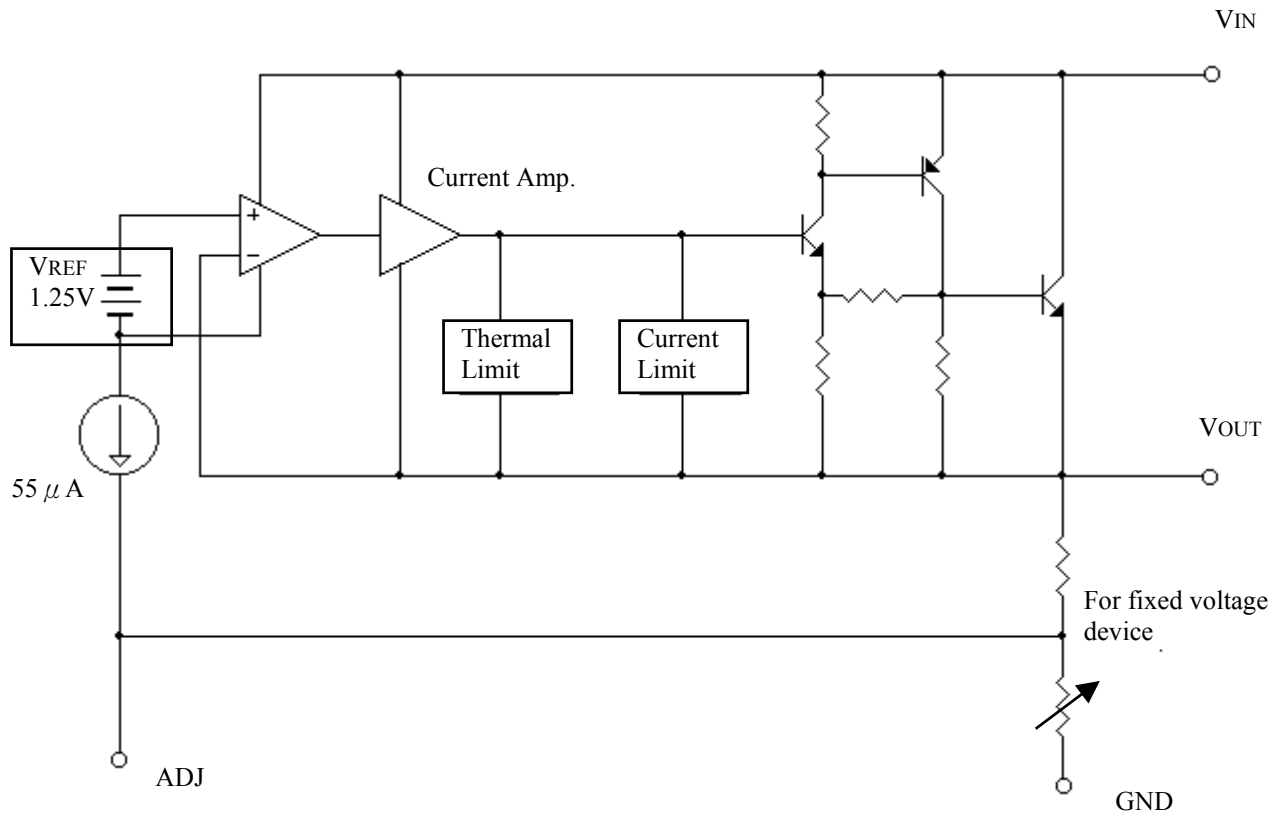 VIN
Current Amp.
+
−
VREF
1.25V
Thermal
Limit
Current
Limit
VOUT
55 μ A
For fixed voltage
device
.
ADJ
GND